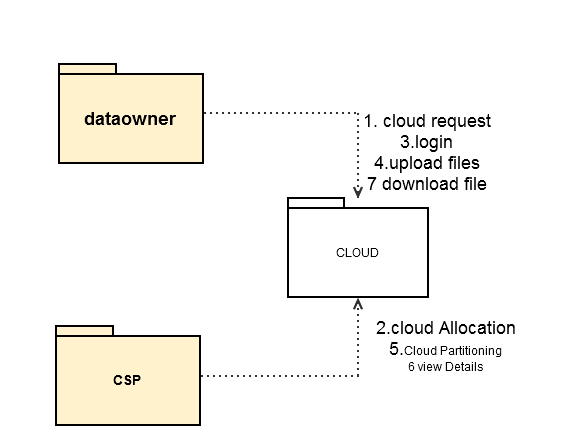 dataowner
1. cloud request
3.login
4.upload files
7 download file
CLOUD
2.cloud Allocation
5.Cloud Partitioning
6 view Details
CSP